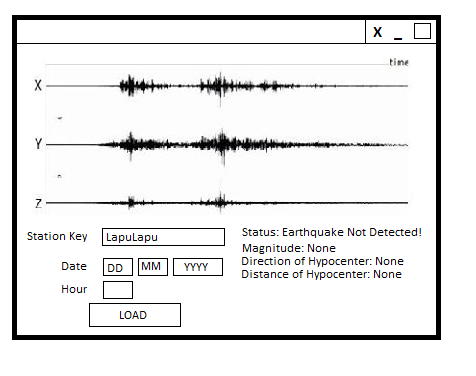 X _
time
X
Y
Z
Station Key LapuLapu
Date DD MM YYYY
Hour
LOAD
Status: Earthquake Not Detected!
Magnitude: None
Direction of Hypocenter: None
Distance of Hypocenter: None